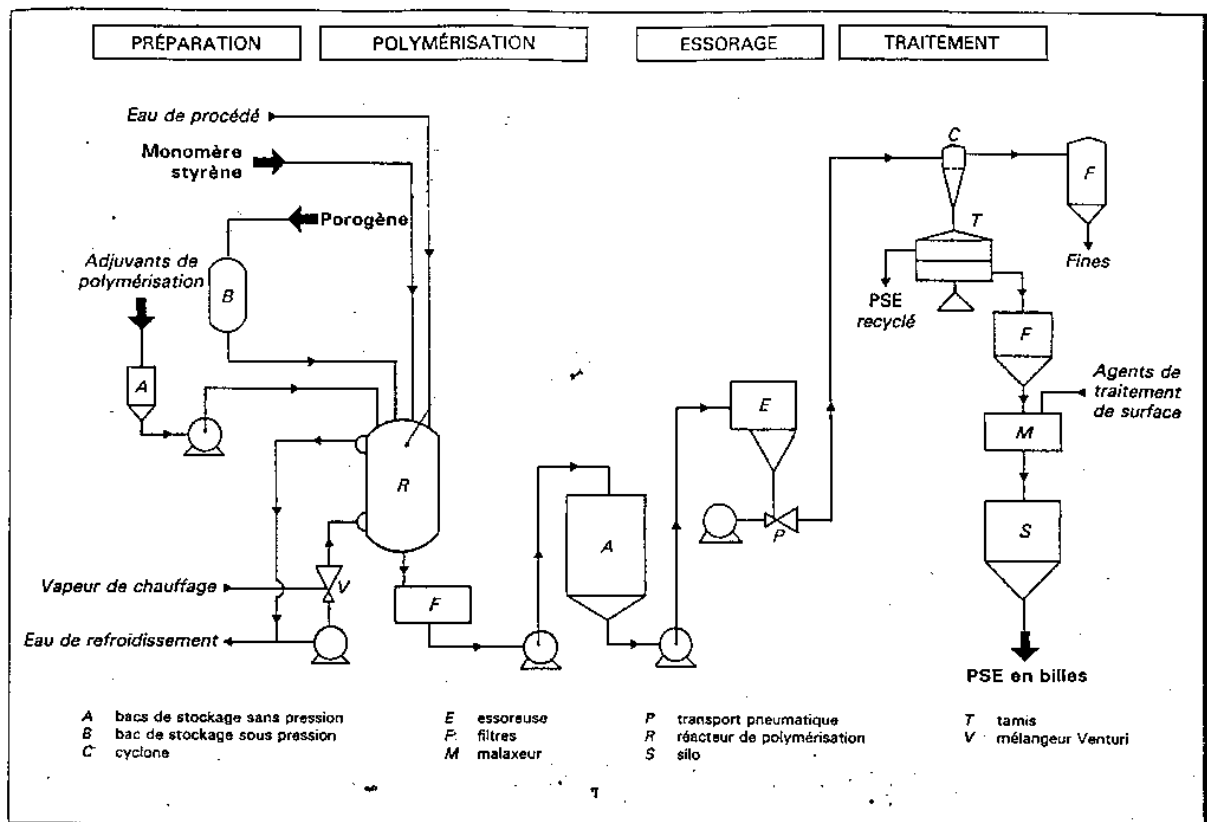 PRÉPARATION
POLYMÉRISATION
ESSORAGE
TRAITEMENT
Eau de procédé
Monomère
styrène
Porogène
Adjuvants de
polymérisation
B
A
R
V
F
Vapeur de chauffage
Eau de refroidissement
A
E
P
C
F
T
Fines
PSE
recyclé
F
Agents de
traitement
de surface
M
S
PSE en billes
A bacs de stockage sans pression
B bac de stockage sous pression
C cyclone
E essoreuse
F: filtres
M malaxeur
P transport pneumatique
R réacteur de polymérisation
S silo
T tamis
V mélangeur Venturi